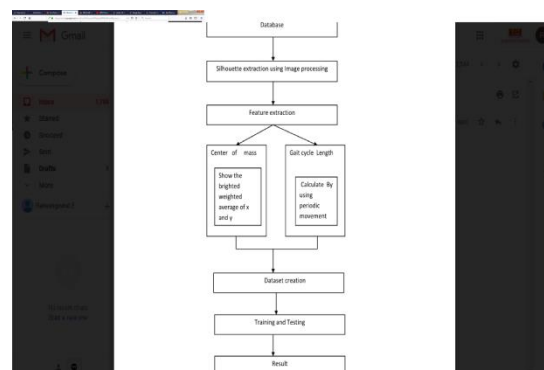 Database
Gmail
Silhouette extraction using image processing
Compose
Inbox
Starred
Snoozed
Sent
Drafts
More
Feature extraction
Center of mass
Show the
brighted
weighted
average of x
and y
Gait cycle Length
Calculate By
using
periodic
movement
Dataset creation
Training and Testing
Result